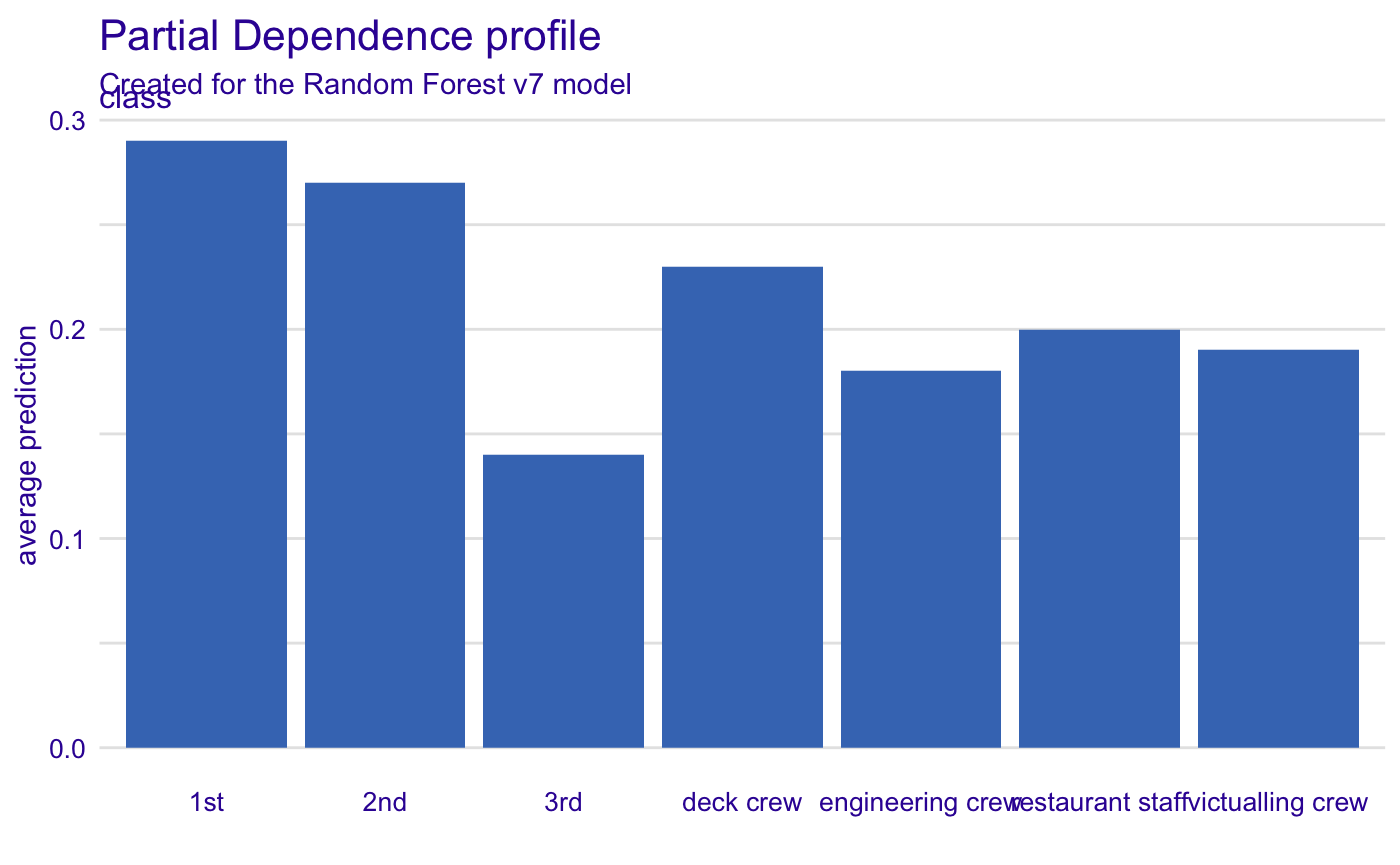 Partial Dependence profile
Created for the Random Forest v7 model
class
0.3
0.2
0.1
0.0
average prediction
1st
2nd
3rd
deck crew
engineering crew
restaurant staff
victualling crew